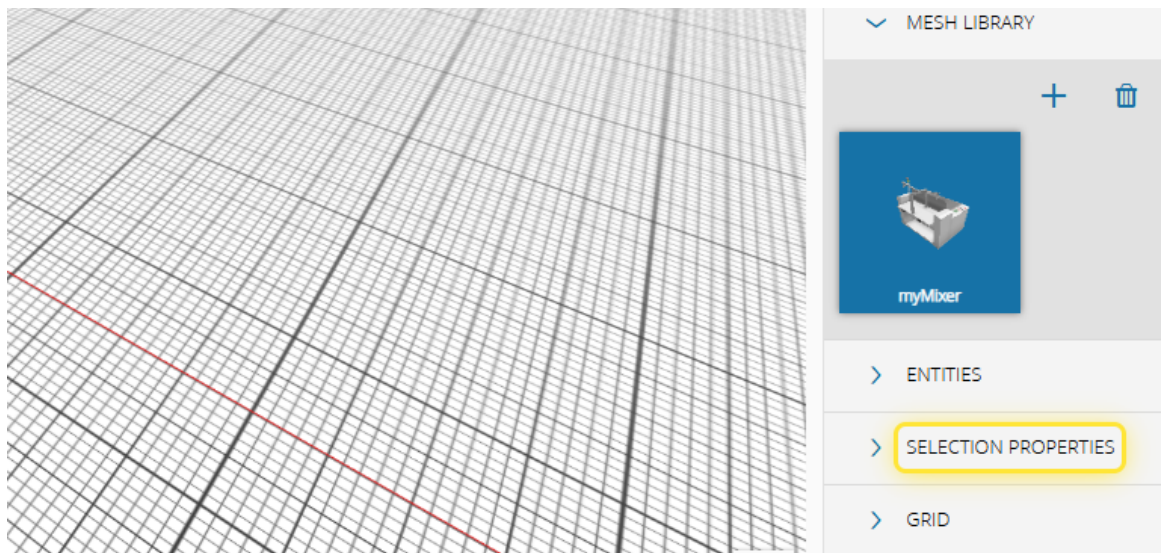 MESH LIBRARY
myMixer
ENTITIES
SELECTION PROPERTIES
GRID